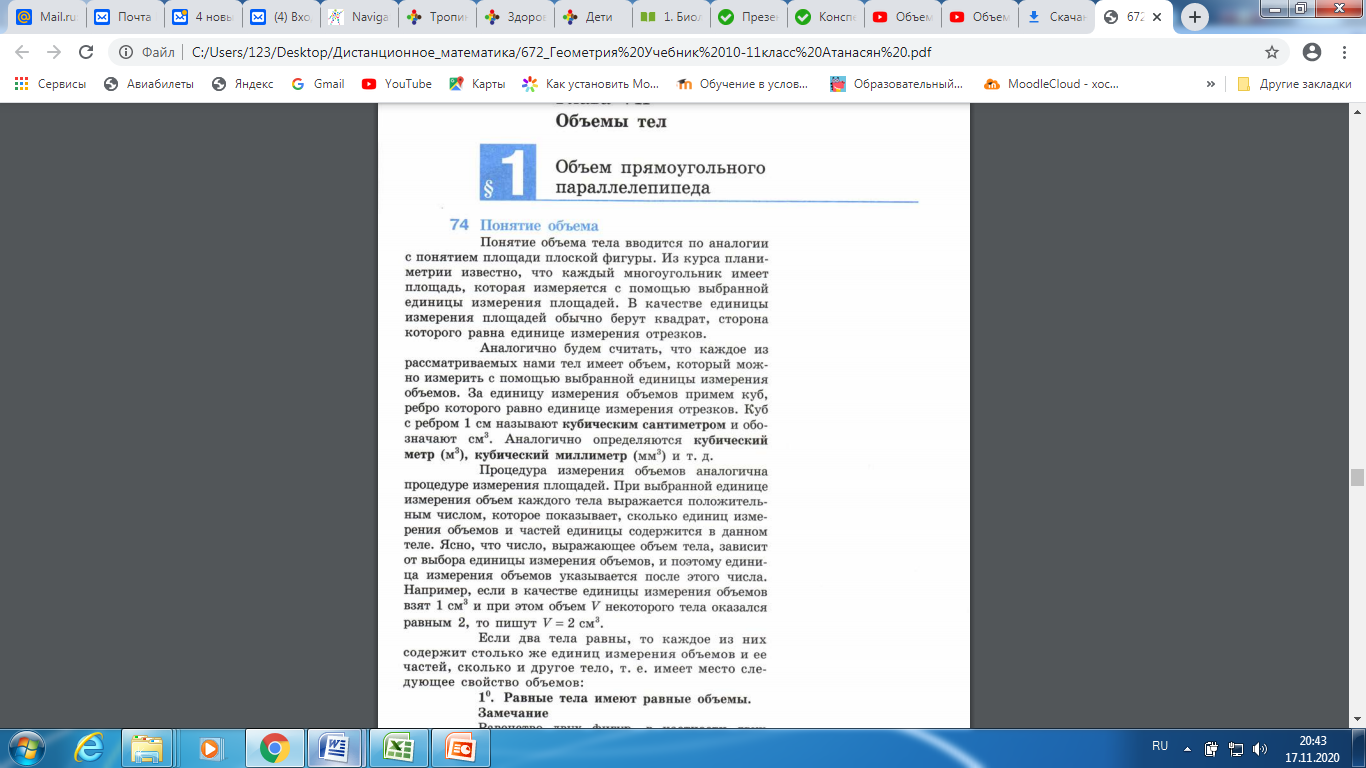 Mail.ru:
Почта
4 новы
(4) Вхо,
Naviga
Тропин
Здоров
Дети
1. Биол
Презен
Консп
Объем
Объем
Скачан
672_
Файл
C:/Users/123/Desktop/Дистанционное_математика/672_Геометрия%20Учебник%2010-11класс%20Атанасян%20.pdf
Сервисы
Авиабилеты
Яндекс
Gmail
YouTube
Карты
Как установить Mo...
Обучение в услов...
Образовательный...
MoodleCloud - хос...
»
Другие закладки
Объемы тел
§ 1
Объем прямоугольного
параллелепипеда
74 Понятие объема
Понятие объема тела вводится по аналогии
с понятием площади плоской фигуры. Из курса плани-
метрии известно, что каждый многоугольник имеет
площадь, которая измеряется с помощью выбранной
единицы измерения площадей. В качестве единицы
измерения площадей обычно берут квадрат, сторона
которого равна единице измерения отрезков.
Аналогично будем считать, что каждое из
рассматриваемых нами тел имеет объем, который мож-
но измерить с помощью выбранной единицы измерения
объемов. За единицу измерения объемов примем куб,
ребро которого равно единице измерения отрезков. Куб
с ребром 1 см называют кубическим сантиметром и обо-
значают см³. Аналогично определяются кубический
метр (м³), кубический миллиметр (мм³) и т. д.
Процедура измерения объемов аналогична
процедуре измерения площадей. При выбранной единице
измерения объем каждого тела выражается положитель-
ным числом, которое показывает, сколько единиц изме-
рения объемов и частей единицы содержится в данном
теле. Ясно, что число, выражающее объем тела, зависит
от выбора единицы измерения объемов, и поэтому едини-
ца измерения объемов указывается после этого числа.
Например, если в качестве единицы измерения объемов
взят 1 см³ и при этом объем V некоторого тела оказался
равным 2, то пишут V = 2 см³.
Если два тела равны, то каждое из них
содержит столько же единиц измерения объемов и ее
частей, сколько и другое тело, т. е. имеет место сле-
дующее свойство объемов:
1⁰. Равные тела имеют равные объемы.
Замечание
RU
20:43
17.11.2020